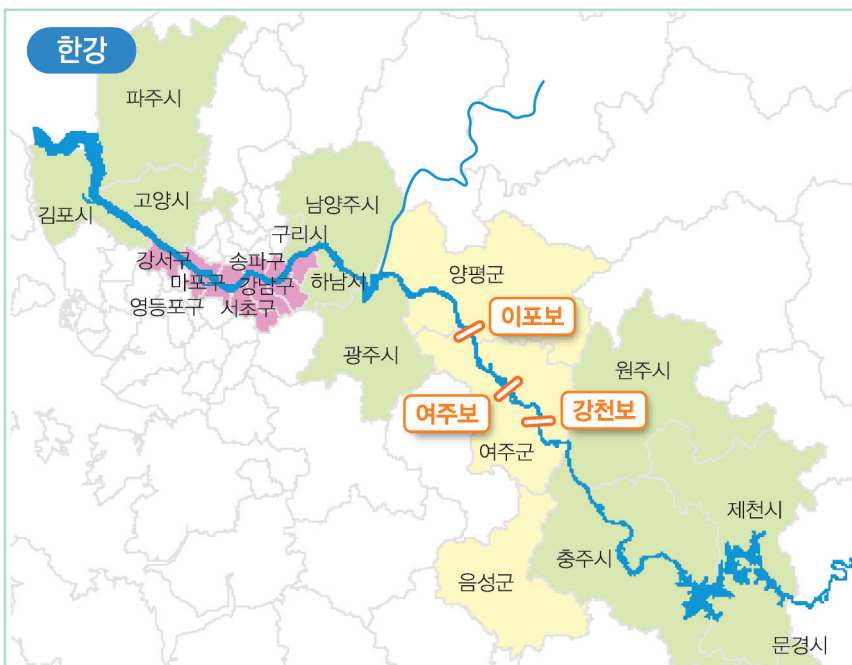 한강
파주시
고양시
김포시
남양주시
구리시
강서구
송파구
마포구
강남구
하남시
영등포구
서초구
양평군
이포보
광주시
원주시
여주보
강천보
여주군
제천시
충주시
음성군
문경시